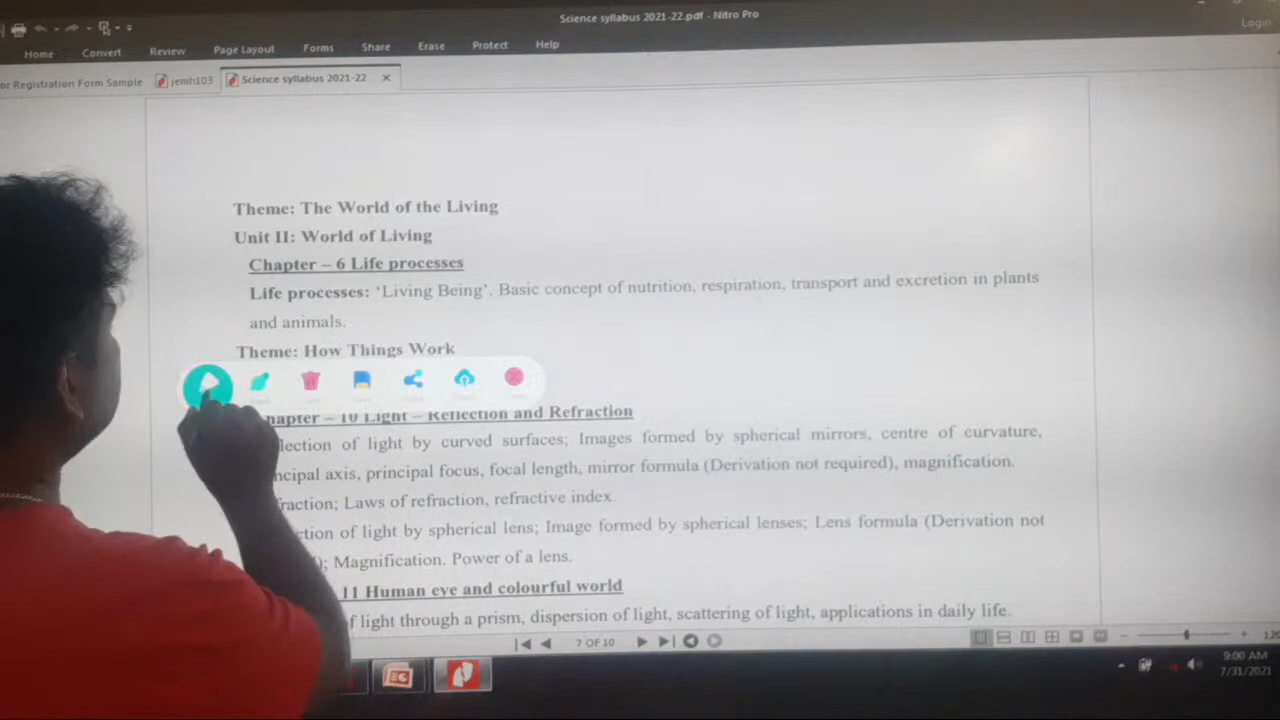 Science syllabus 2021-22.pdf - Nitro Pro
Login
Home Convert Review Page Layout Forms Share Erase Protect Help
or Registration Form Sample jemh103 Science syllabus 2021-22
Theme: The World of the Living
Unit II: World of Living
Chapter – 6 Life processes
Life processes: ‘Living Being’. Basic concept of nutrition, respiration, transport and excretion in plants
and animals.
Theme: How Things Work
hapter – 10 Light – Reflection and Refraction
lection of light by curved surfaces; Images formed by spherical mirrors, centre of curvature,
ncipal axis, principal focus, focal length, mirror formula (Derivation not required), magnification.
raction; Laws of refraction, refractive index.
ction of light by spherical lens; Image formed by spherical lenses; Lens formula (Derivation not
); Magnification. Power of a lens.
11 Human eye and colourful world
f light through a prism, dispersion of light, scattering of light, applications in daily life.
7 OF 10
120
9:00 AM
7/31/2021